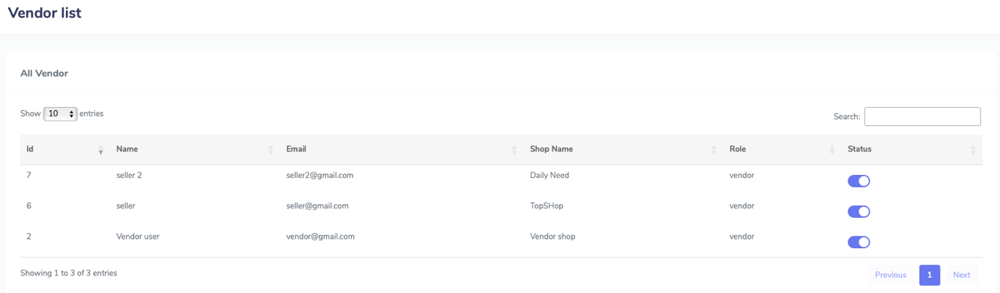 Vendor list
All Vendor
Show 10 entries
Search:
Id Name Email Shop Name Role Status
7 seller 2 seller2@gmail.com Daily Need vendor
6 seller seller@gmail.com TopSHop vendor
2 Vendor user vendor@gmail.com Vendor shop vendor
Showing 1 to 3 of 3 entries
Previous 1 Next